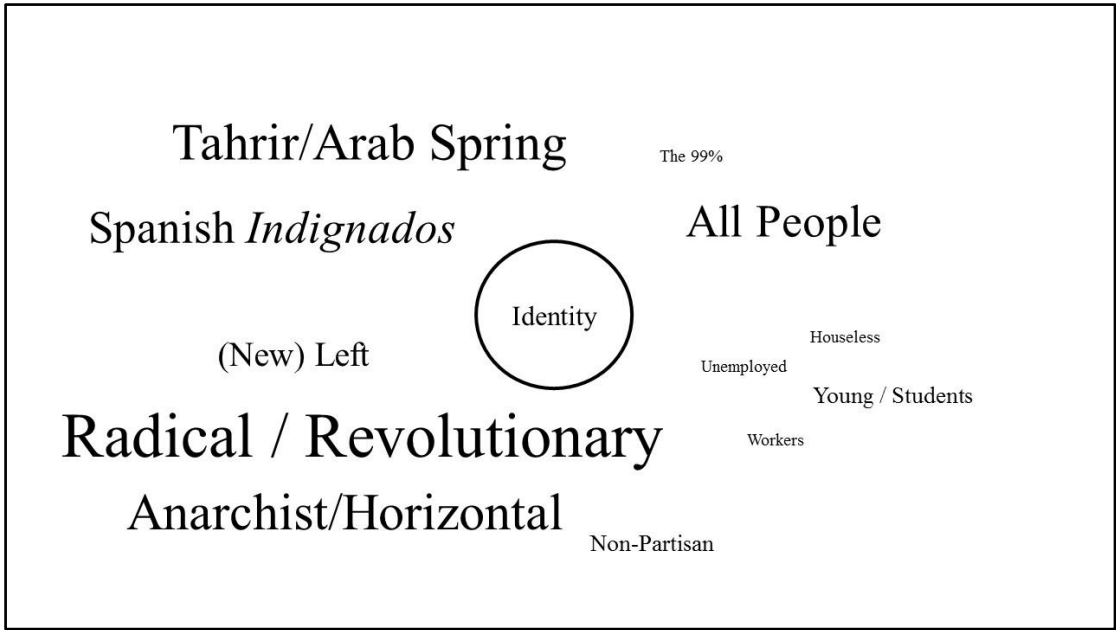 Tahrir/Arab Spring
The 99%
Spanish Indignados
All People
Identity
Houseless
(New) Left
Unemployed
Young / Students
Radical / Revolutionary
Workers
Anarchist/Horizontal
Non-Partisan